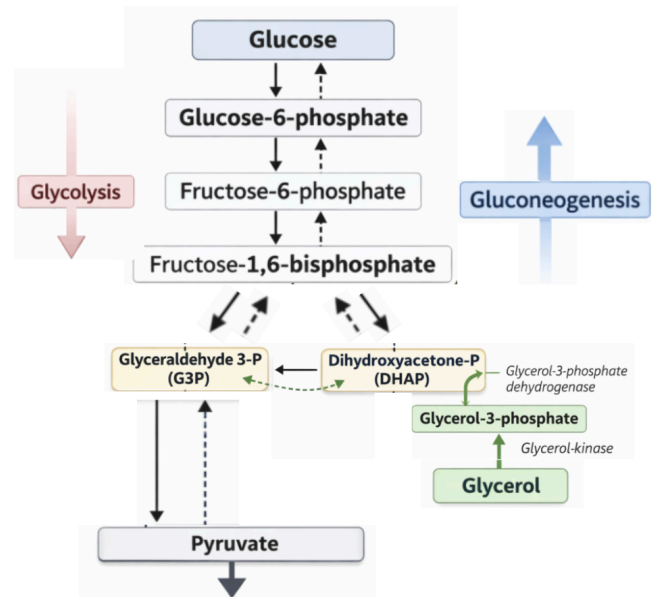 Glucose
Glucose-6-phosphate
Glycolysis
Fructose-6-phosphate
Gluconeogenesis
Fructose-1,6-bisphosphate
Glyceraldehyde 3-P
(G3P)
Dihydroxyacetone-P
(DHAP)
Glycerol-3-phosphate
dehydrogenase
Glycerol-3-phosphate
Glycerol-kinase
Glycerol
Pyruvate